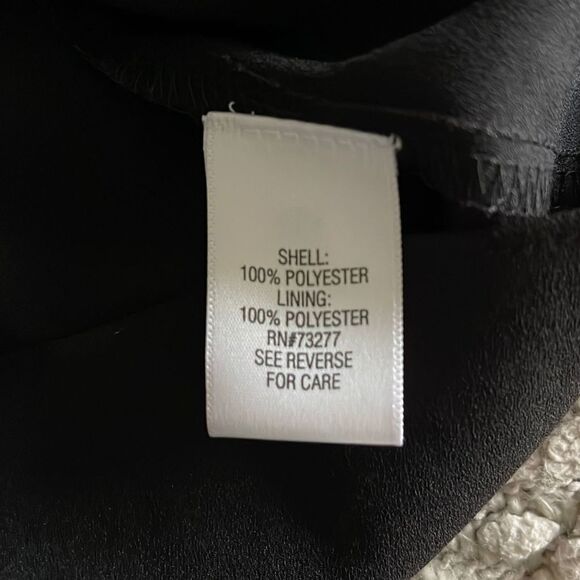 SHELL:
100% POLYESTER
LINING:
100% POLYESTER
RN#73277
SEE REVERSE
FOR CARE